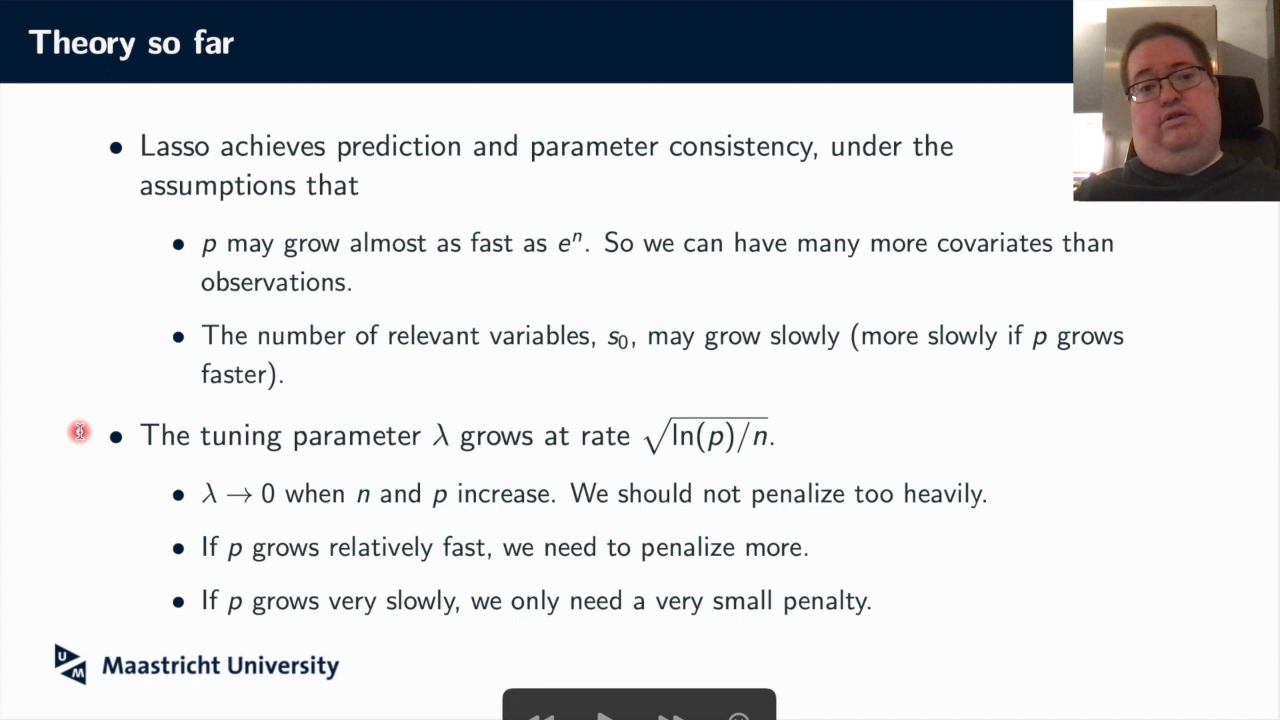 Theory so far
• Lasso achieves prediction and parameter consistency, under the
assumptions that
• p may grow almost as fast as eⁿ. So we can have many more covariates than
observations.
• The number of relevant variables, s₀, may grow slowly (more slowly if p grows
faster).
• The tuning parameter λ grows at rate √ln(p)/n.
• λ → 0 when n and p increase. We should not penalize too heavily.
• If p grows relatively fast, we need to penalize more.
• If p grows very slowly, we only need a very small penalty.
UM Maastricht University